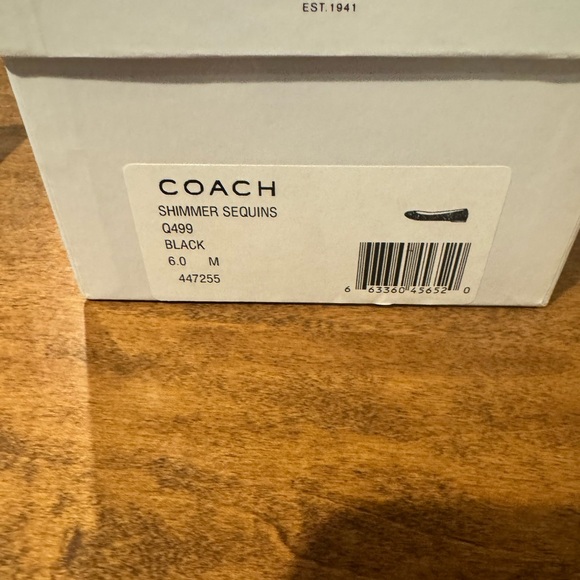 EST.1941
COACH
SHIMMER SEQUINS
Q499
BLACK
6.0 M
447255
6 63360 45652 0